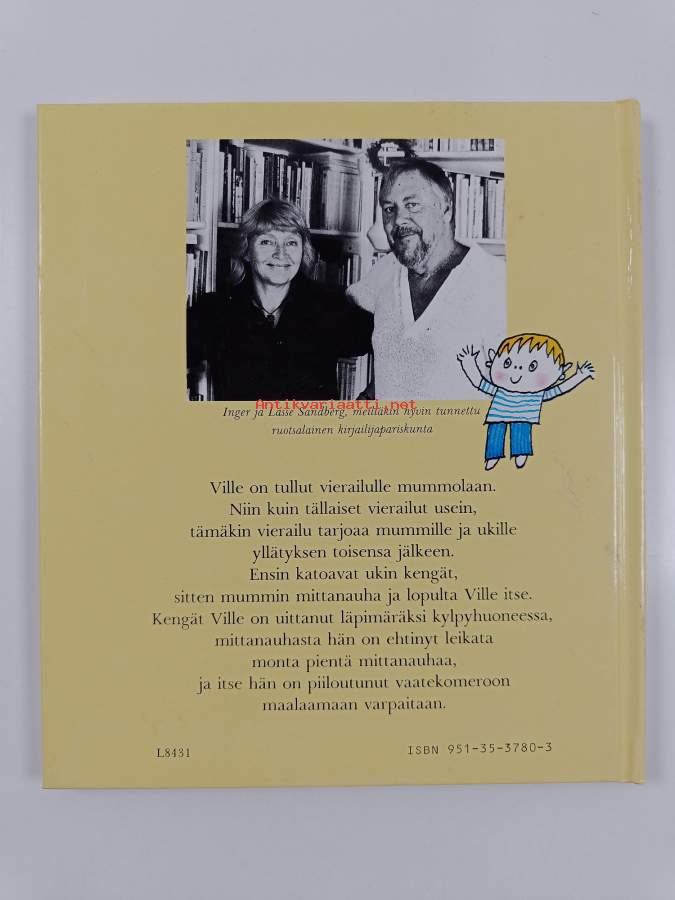 Antikvariaatti.net
Inger ja Lasse Sandberg, meilläkin hyvin tunnettu
ruotsalainen kirjailijapariskunta
Ville on tullut vierailulle mummolaan.
Niin kuin tällaiset vierailut usein,
tämäkin vierailu tarjoaa mummille ja ukille
yllätyksen toisensa jälkeen.
Ensin katoavat ukin kengät,
sitten mummin mittanauha ja lopulta Ville itse.
Kengät Ville on uittanut läpimäräksi kylpyhuoneessa,
mittanauhasta hän on ehtinyt leikata
monta pientä mittanauhaa,
ja itse hän on piiloutunut vaatekomeroon
maalaamaan varpaitaan.
L8431
ISBN 951-35-3780-3